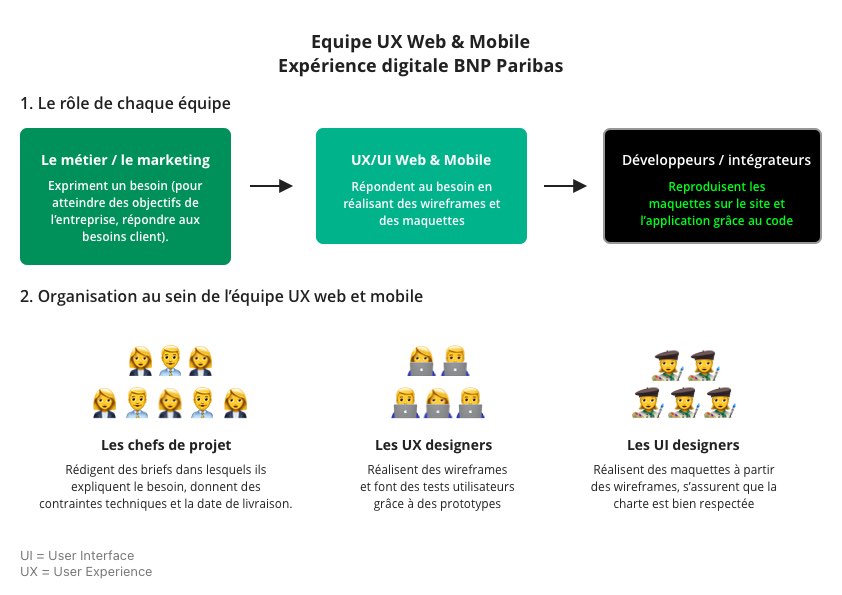 Equipe UX Web & Mobile
Expérience digitale BNP Paribas
1. Le rôle de chaque équipe
Le métier / le marketing
Expriment un besoin (pour
atteindre des objectifs de
l’entreprise, répondre aux
besoins client).
UX/UI Web & Mobile
Répondent au besoin en
réalisant des wireframes et
des maquettes
Développeurs / intégrateurs
Reproduisent les
maquettes sur le site et
l’application grâce au code
2. Organisation au sein de l’équipe UX web et mobile
Les chefs de projet
Rédigent des briefs dans lesquels ils
expliquent le besoin, donnent des
contraintes techniques et la date de livraison.
Les UX designers
Réalisent des wireframes
et font des tests utilisateurs
grâce à des prototypes
Les UI designers
Réalisent des maquettes à partir
des wireframes, s’assurent que la
charte est bien respectée
UI = User Interface
UX = User Experience